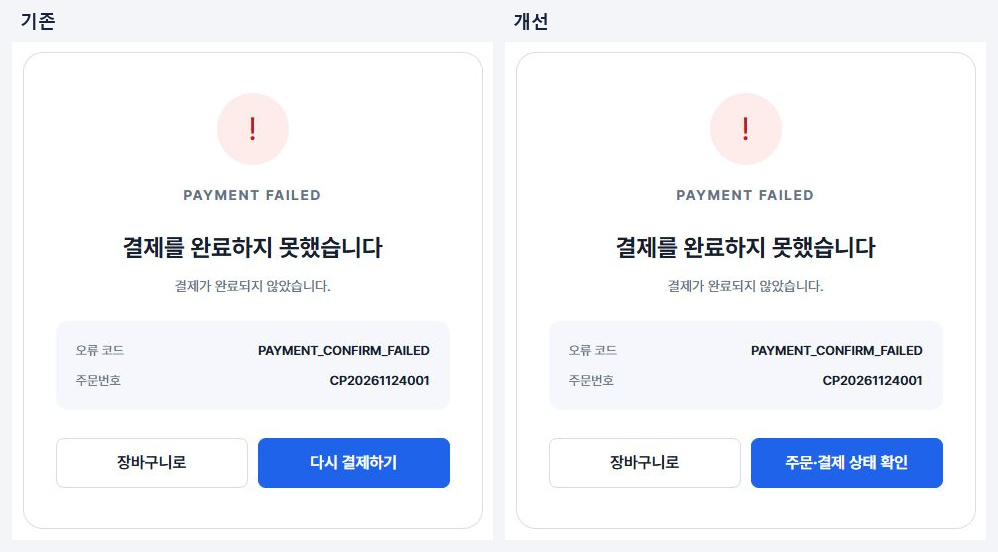 기존
!
PAYMENT FAILED
결제를 완료하지 못했습니다
결제가 완료되지 않았습니다.
오류 코드 PAYMENT_CONFIRM_FAILED
주문번호 CP20261124001
장바구니로 다시 결제하기
개선
!
PAYMENT FAILED
결제를 완료하지 못했습니다
결제가 완료되지 않았습니다.
오류 코드 PAYMENT_CONFIRM_FAILED
주문번호 CP20261124001
장바구니로 주문·결제 상태 확인